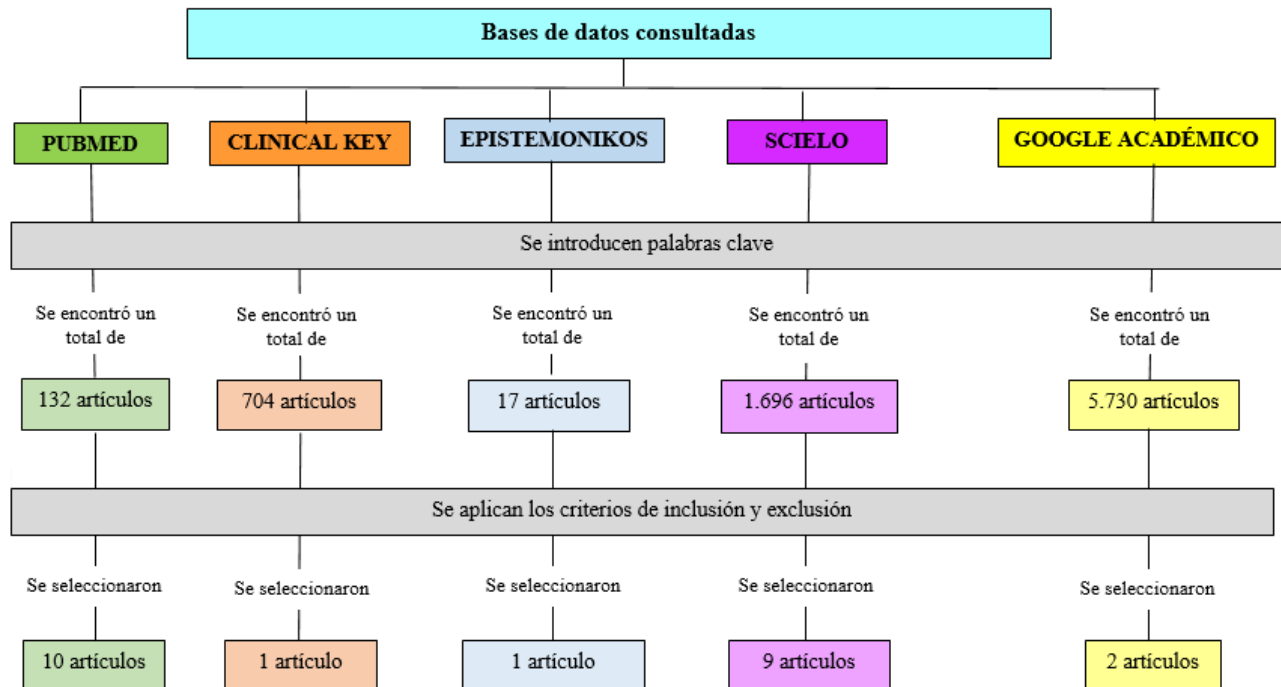 Bases de datos consultadas
PUBMED
CLINICAL KEY
EPISTEMONIKOS
SCIELO
GOOGLE ACADÉMICO
Se introducen palabras clave
Se encontró un
total de
Se encontró un
total de
Se encontró un
total de
Se encontró un
total de
Se encontró un
total de
132 artículos
704 artículos
17 artículos
1.696 artículos
5.730 artículos
Se aplican los criterios de inclusión y exclusión
Se seleccionaron
Se seleccionaron
Se seleccionaron
Se seleccionaron
Se seleccionaron
10 artículos
1 artículo
1 artículo
9 artículos
2 artículos